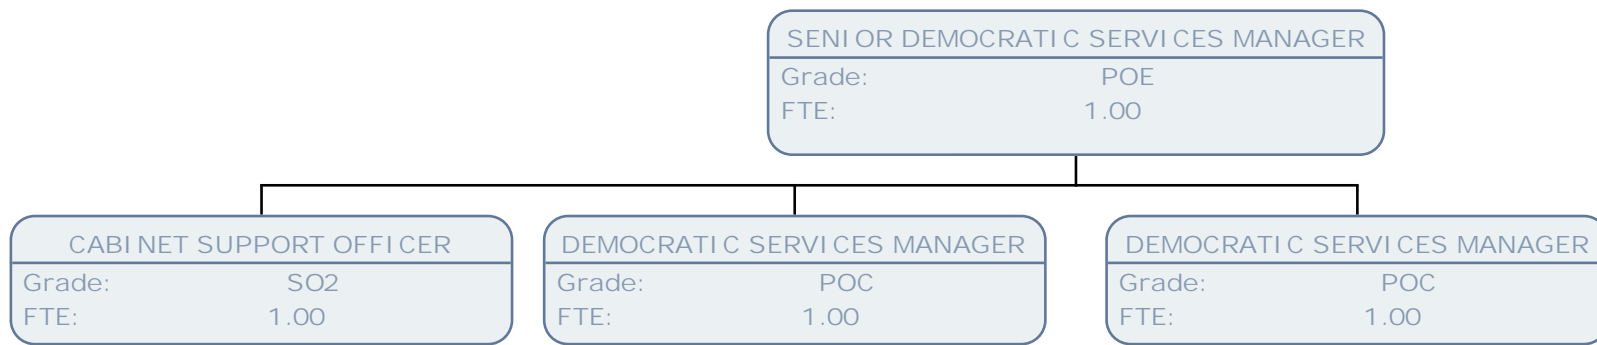 SENIOR DEMOCRATIC SERVICES MANAGER
Grade: POE
FTE: 1.00
CABINET SUPPORT OFFICER
Grade: SO2
FTE: 1.00
DEMOCRATIC SERVICES MANAGER
Grade: POC
FTE: 1.00
DEMOCRATIC SERVICES MANAGER
Grade: POC
FTE: 1.00